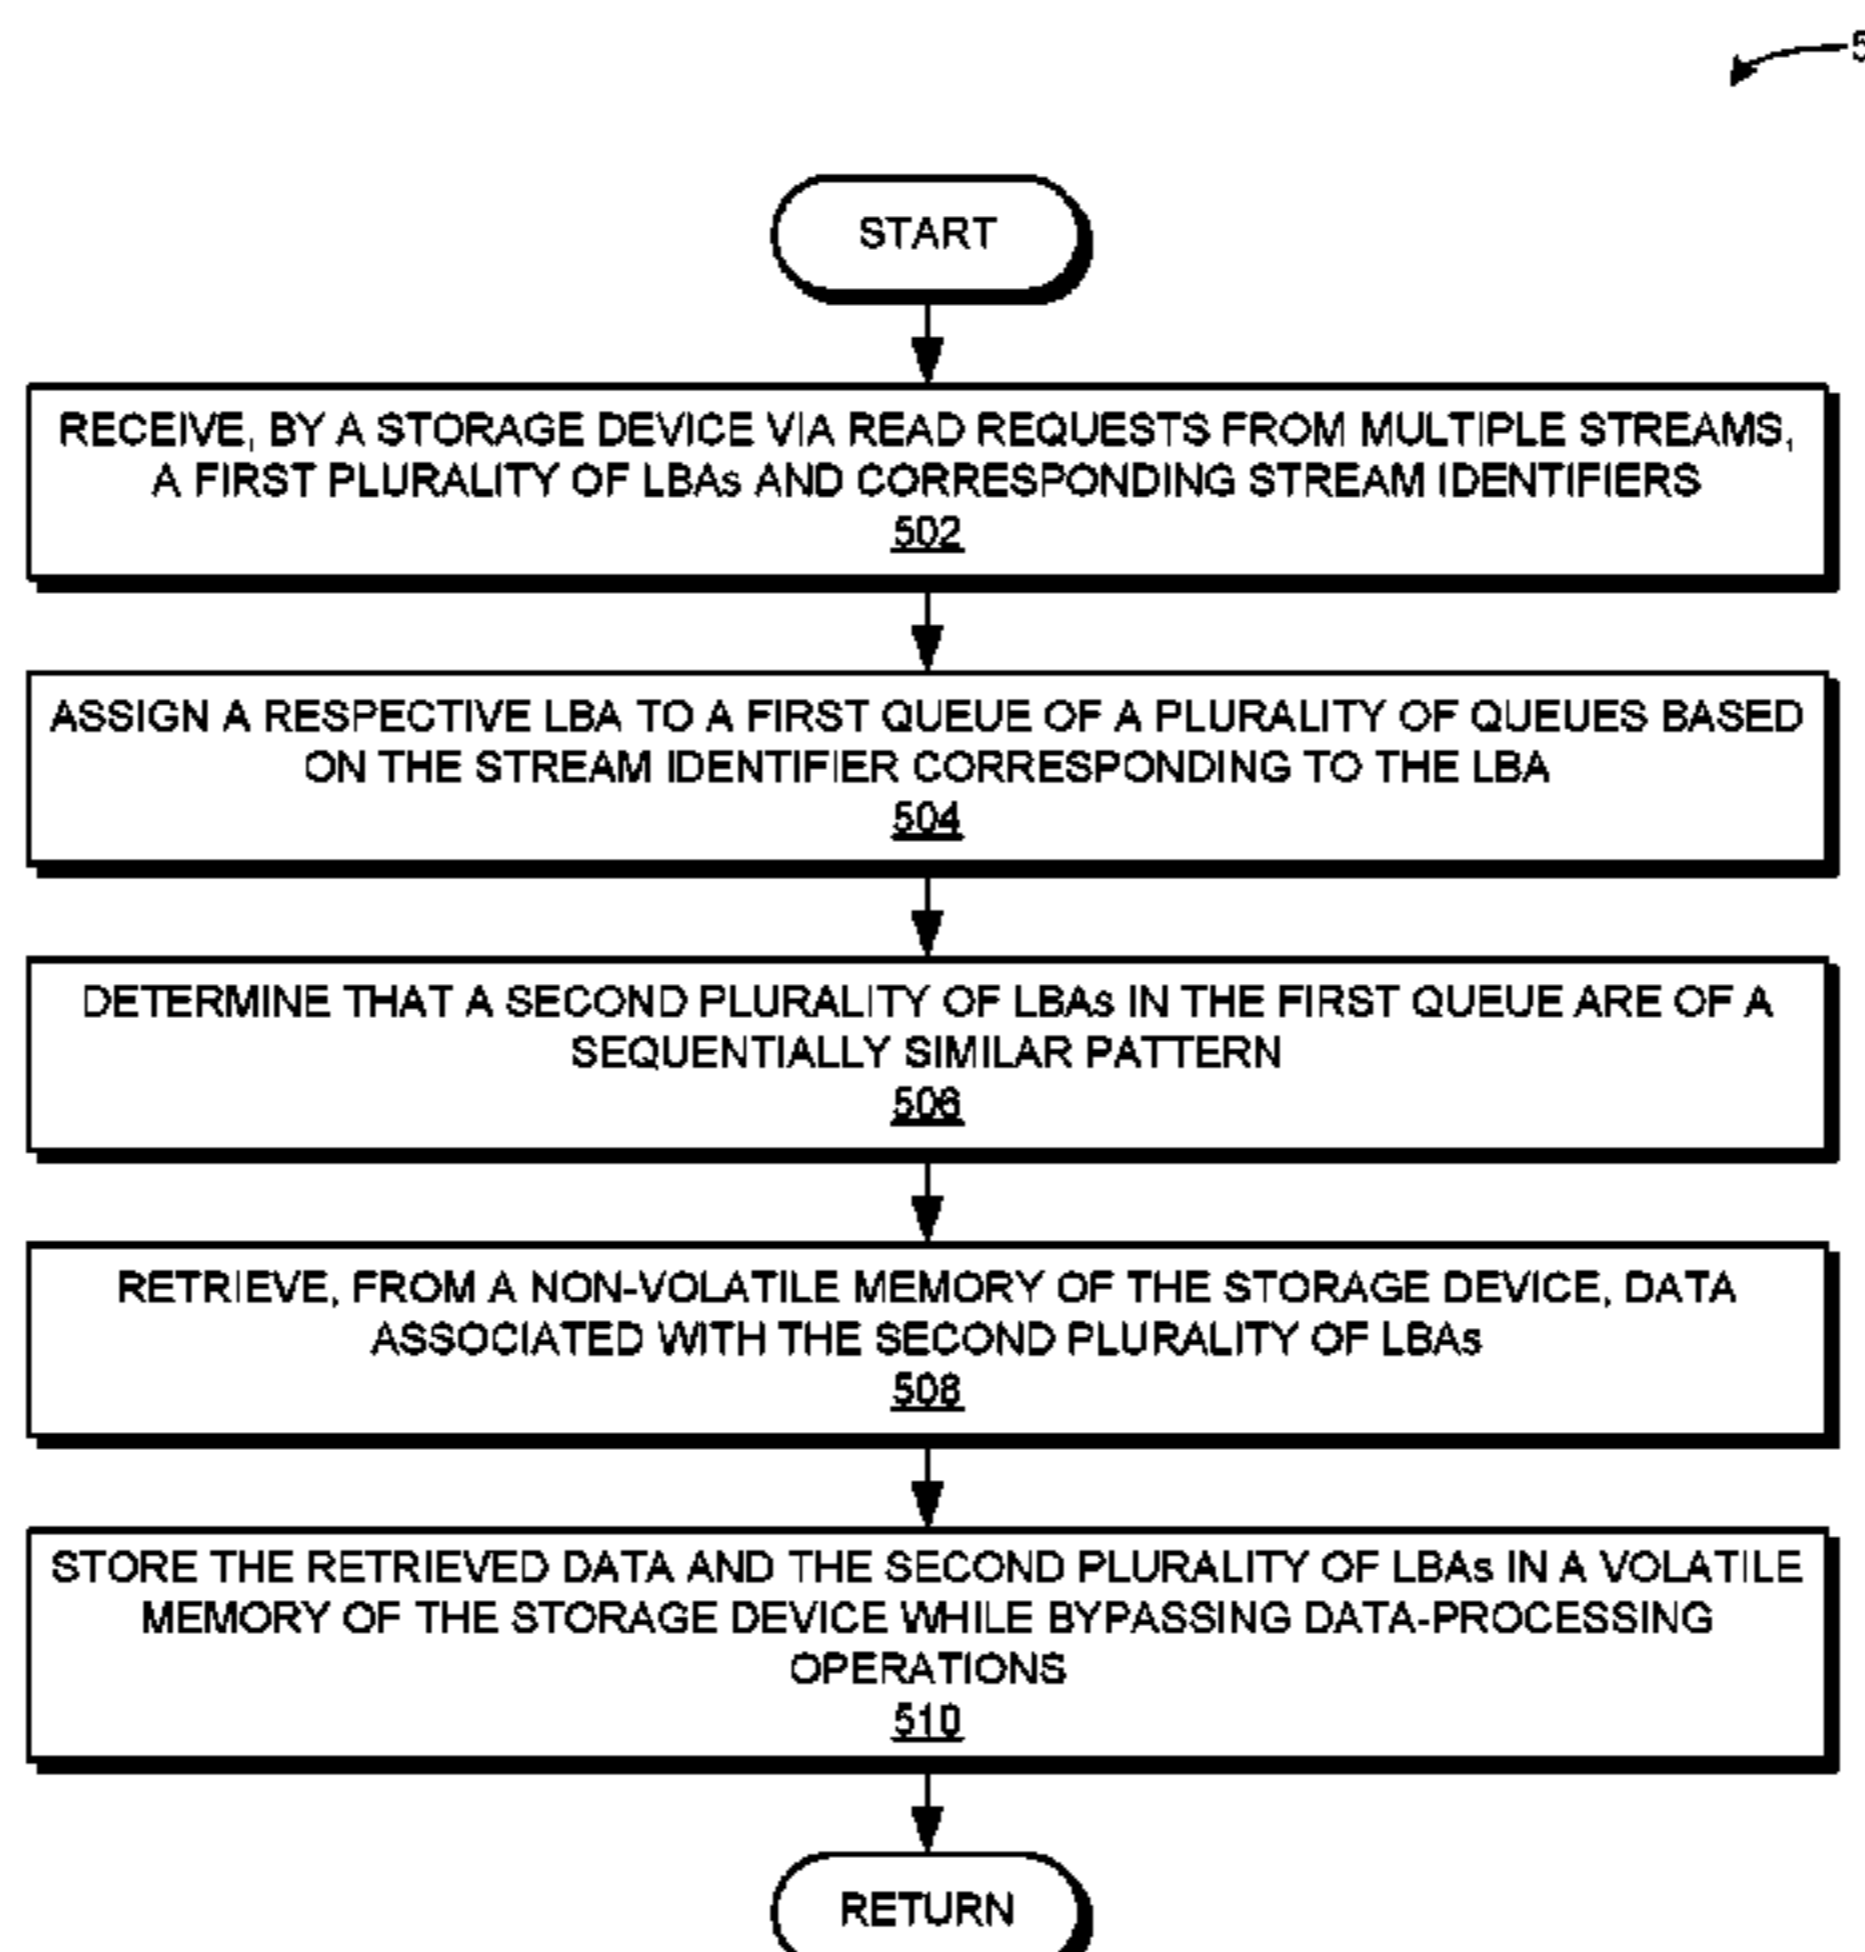 5
START
RECEIVE, BY A STORAGE DEVICE VIA READ REQUESTS FROM MULTIPLE STREAMS,
A FIRST PLURALITY OF LBAs AND CORRESPONDING STREAM IDENTIFIERS
502
ASSIGN A RESPECTIVE LBA TO A FIRST QUEUE OF A PLURALITY OF QUEUES BASED
ON THE STREAM IDENTIFIER CORRESPONDING TO THE LBA
504
DETERMINE THAT A SECOND PLURALITY OF LBAs IN THE FIRST QUEUE ARE OF A
SEQUENTIALLY SIMILAR PATTERN
506
RETRIEVE, FROM A NON-VOLATILE MEMORY OF THE STORAGE DEVICE, DATA
ASSOCIATED WITH THE SECOND PLURALITY OF LBAs
508
STORE THE RETRIEVED DATA AND THE SECOND PLURALITY OF LBAs IN A VOLATILE
MEMORY OF THE STORAGE DEVICE WHILE BYPASSING DATA-PROCESSING
OPERATIONS
510
RETURN